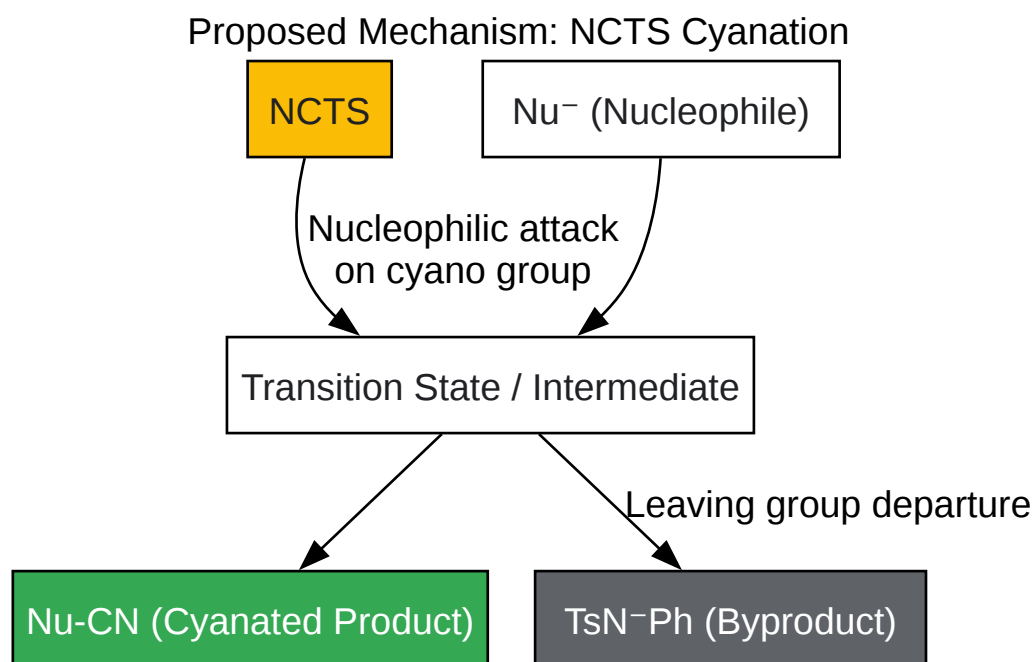 Proposed Mechanism: NCTS Cyanation
NCTS
Nu⁻ (Nucleophile)
Nucleophilic attack
on cyano group
Transition State / Intermediate
Leaving group departure
Nu-CN (Cyanated Product)
TsN⁻Ph (Byproduct)